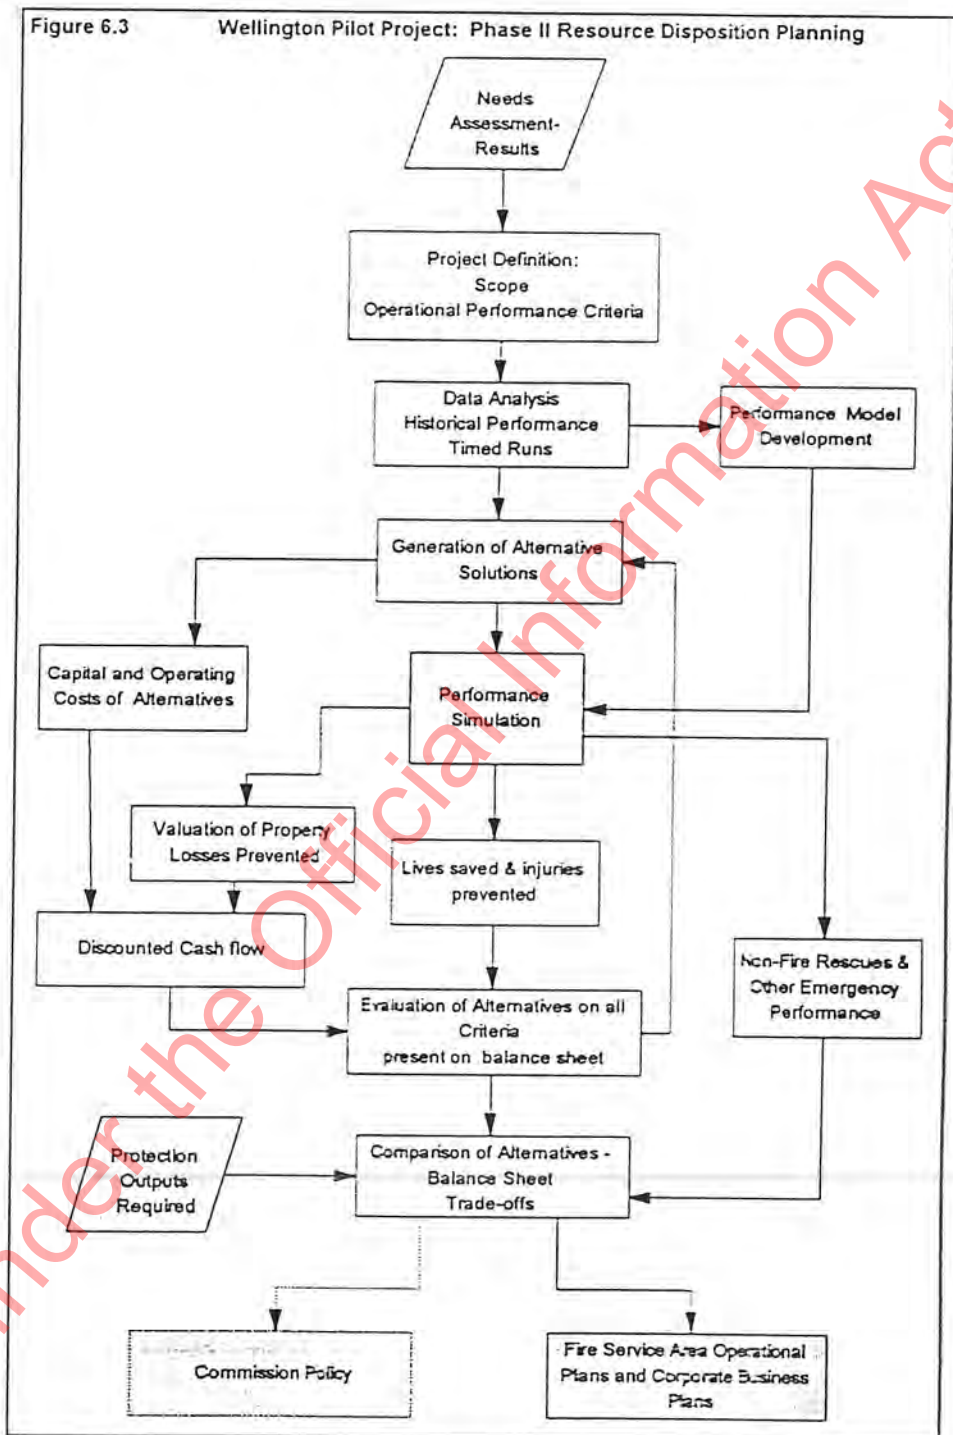 Figure 6.3 Wellington Pilot Project: Phase II Resource Disposition Planning
Needs
Assessment-
Results
Project Definition:
Scope
Operational Performance Criteria
Data Analysis
Historical Performance
Timed Runs
Performance Model
Development
Generation of Alternative
Solutions
Capital and Operating
Costs of Alternatives
Performance
Simulation
Valuation of Property
Losses Prevented
Lives saved & injuries
prevented
Discounted Cash flow
Non-Fire Rescues &
Other Emergency
Performance
Evaluation of Alternatives on all
Criteria
present on balance sheet
Protection
Outputs
Required
Comparison of Alternatives -
Balance Sheet
Trade-offs
Commission Policy
Fire Service Area Operational
Plans and Corporate Business
Plans
nder the Official Information Act